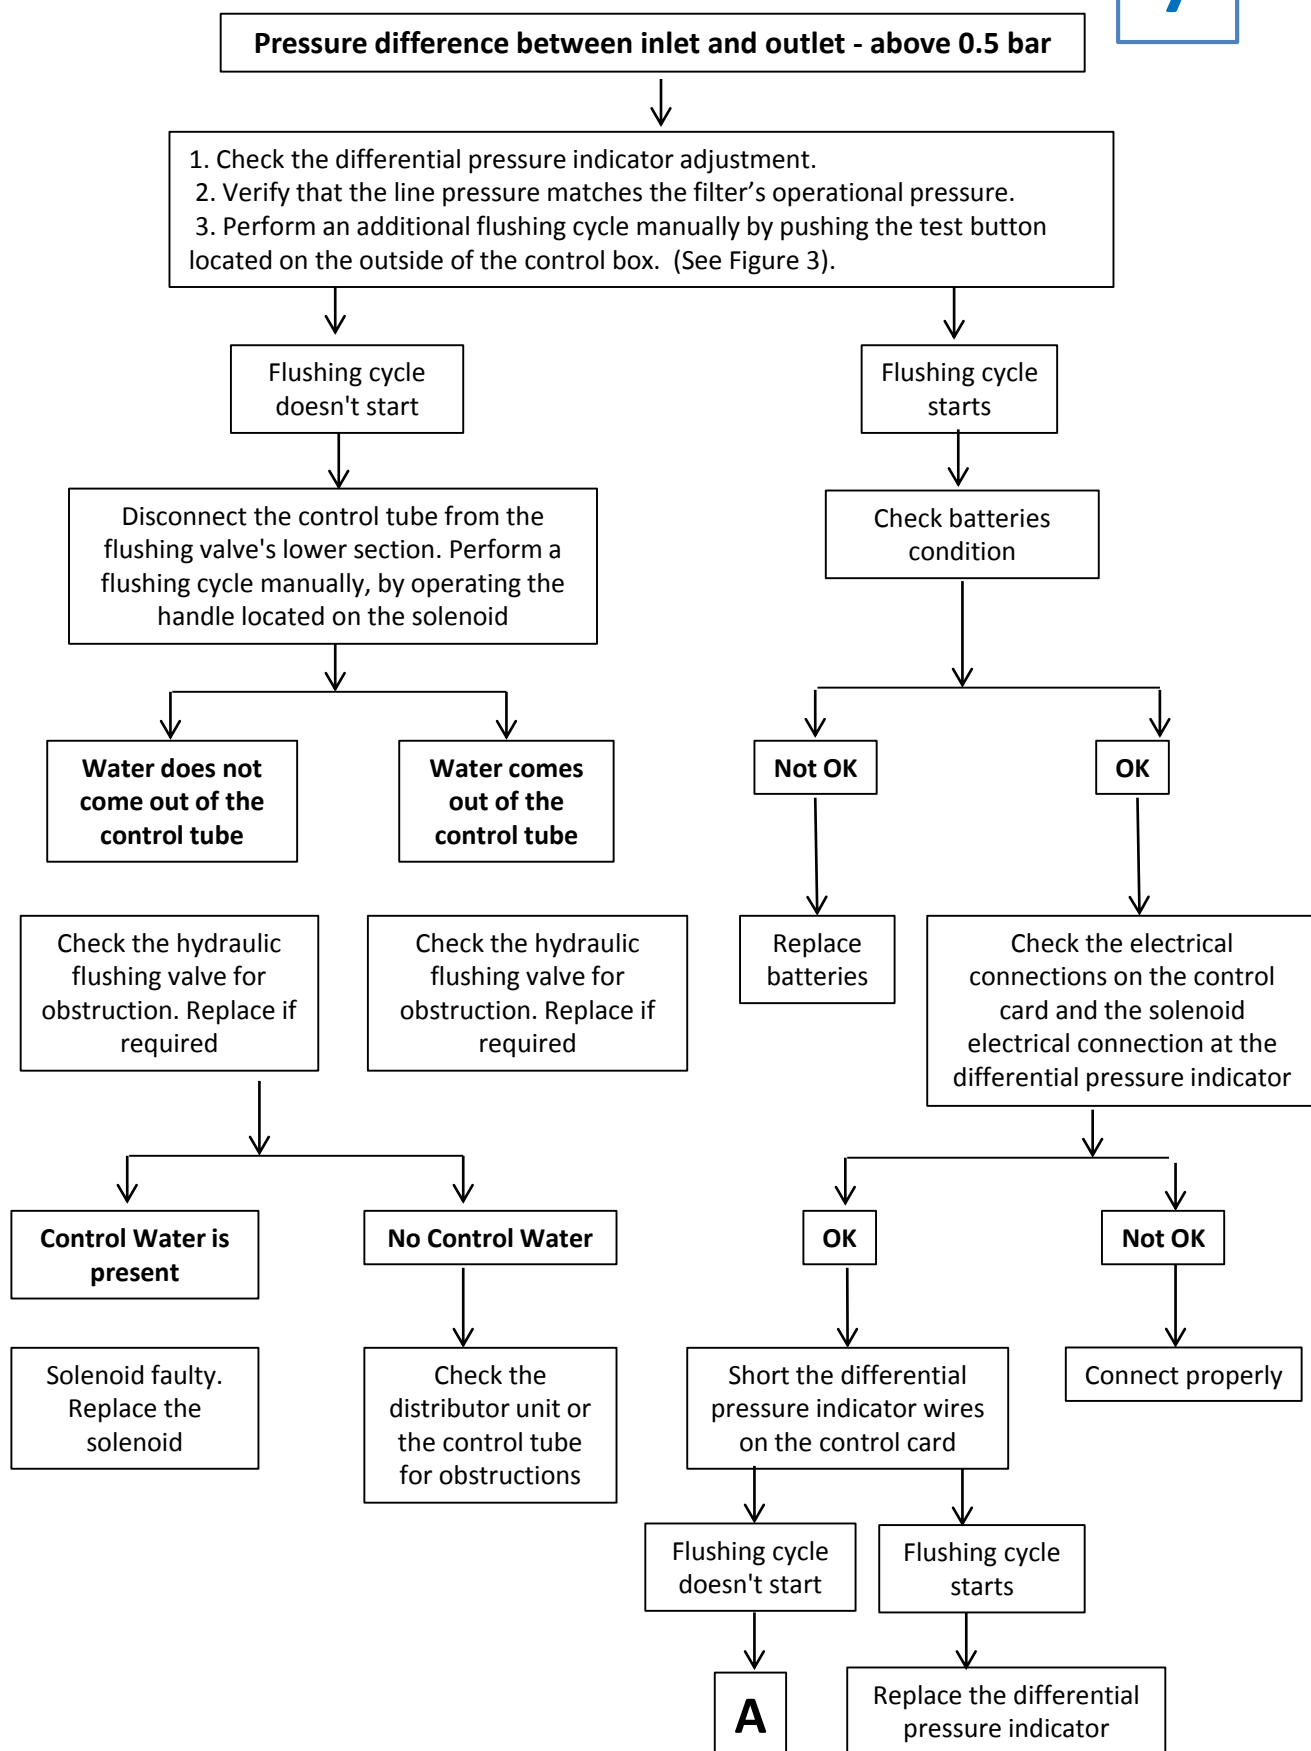 Pressure difference between inlet and outlet - above 0.5 bar
1. Check the differential pressure indicator adjustment.
2. Verify that the line pressure matches the filter’s operational pressure.
3. Perform an additional flushing cycle manually by pushing the test button
located on the outside of the control box.  (See Figure 3).
Flushing cycle
doesn't start
Flushing cycle
starts
Disconnect the control tube from the
flushing valve's lower section. Perform a
flushing cycle manually, by operating the
handle located on the solenoid
Check batteries
condition
Water does not
come out of the
control tube
Water comes
out of the
control tube
Not OK
OK
Check the hydraulic
flushing valve for
obstruction. Replace if
required
Check the hydraulic
flushing valve for
obstruction. Replace if
required
Replace
batteries
Check the electrical
connections on the control
card and the solenoid
electrical connection at the
differential pressure indicator
Control Water is
present
No Control Water
OK
Not OK
Solenoid faulty.
Replace the
solenoid
Check the
distributor unit or
the control tube
for obstructions
Short the differential
pressure indicator wires
on the control card
Connect properly
Flushing cycle
doesn't start
Flushing cycle
starts
A
Replace the differential
pressure indicator